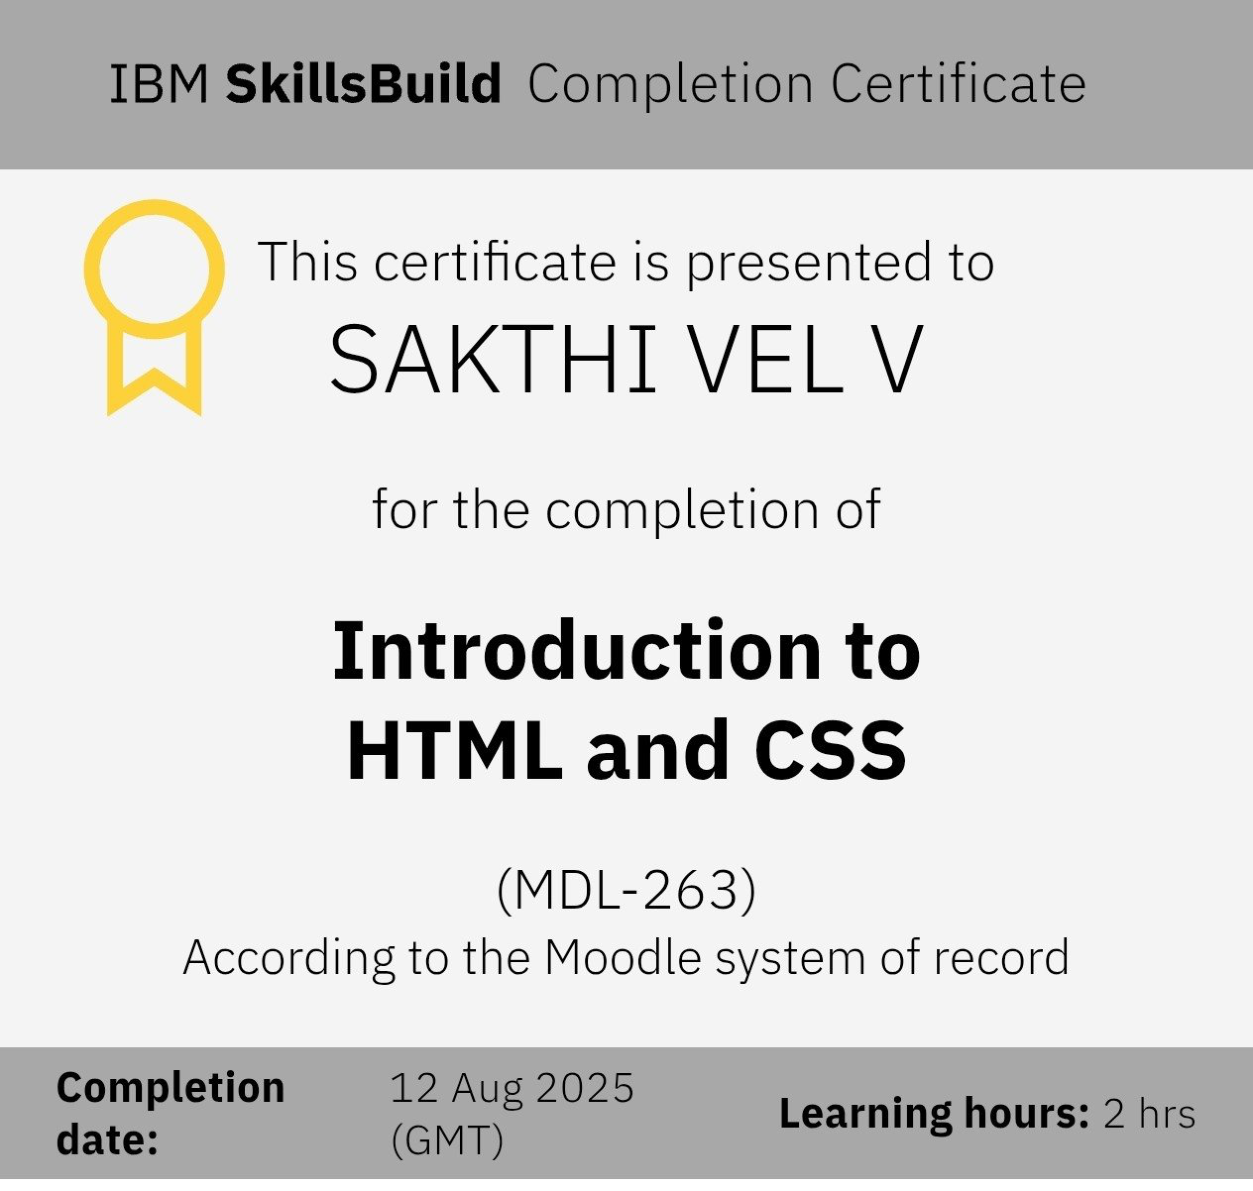 IBM SkillsBuild Completion Certificate
This certificate is presented to
SAKTHI VEL V
for the completion of
Introduction to
HTML and CSS
(MDL-263)
According to the Moodle system of record
Completion date:
12 Aug 2025 (GMT)
Learning hours: 2 hrs